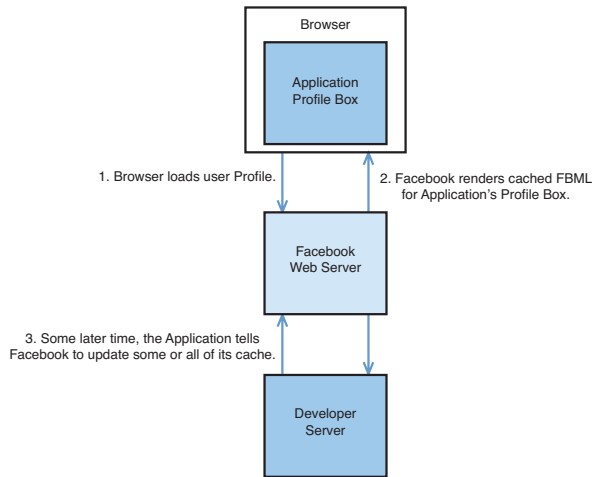 Browser
Application
Profile Box
1. Browser loads user Profile.
2. Facebook renders cached FBML
for Application’s Profile Box.
Facebook
Web Server
3. Some later time, the Application tells
Facebook to update some or all of its cache.
Developer
Server